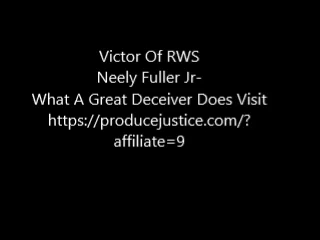 Victor Of RWS
Neely Fuller Jr-
What A Great Deceiver Does Visit
https://producejustice.com/?
affiliate=9